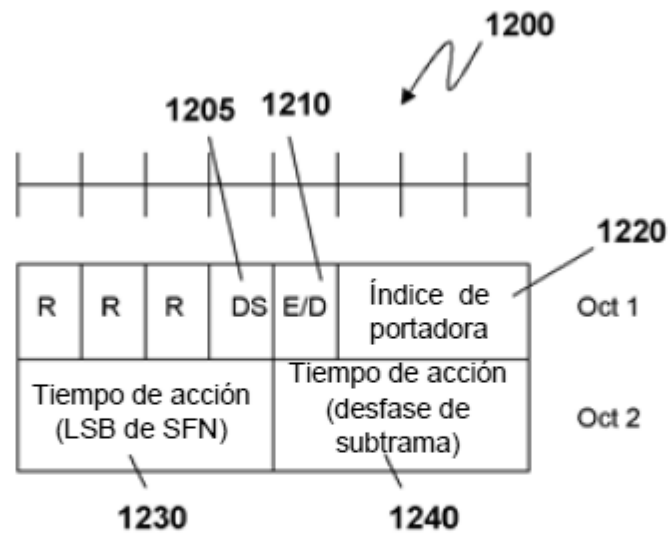 1200
1205 1210
1220
R R R DS E/D Índice de
portadora
Oct 1
Tiempo de acción
(LSB de SFN)
Tiempo de acción
(desfase de
subtrama)
Oct 2
1230 1240